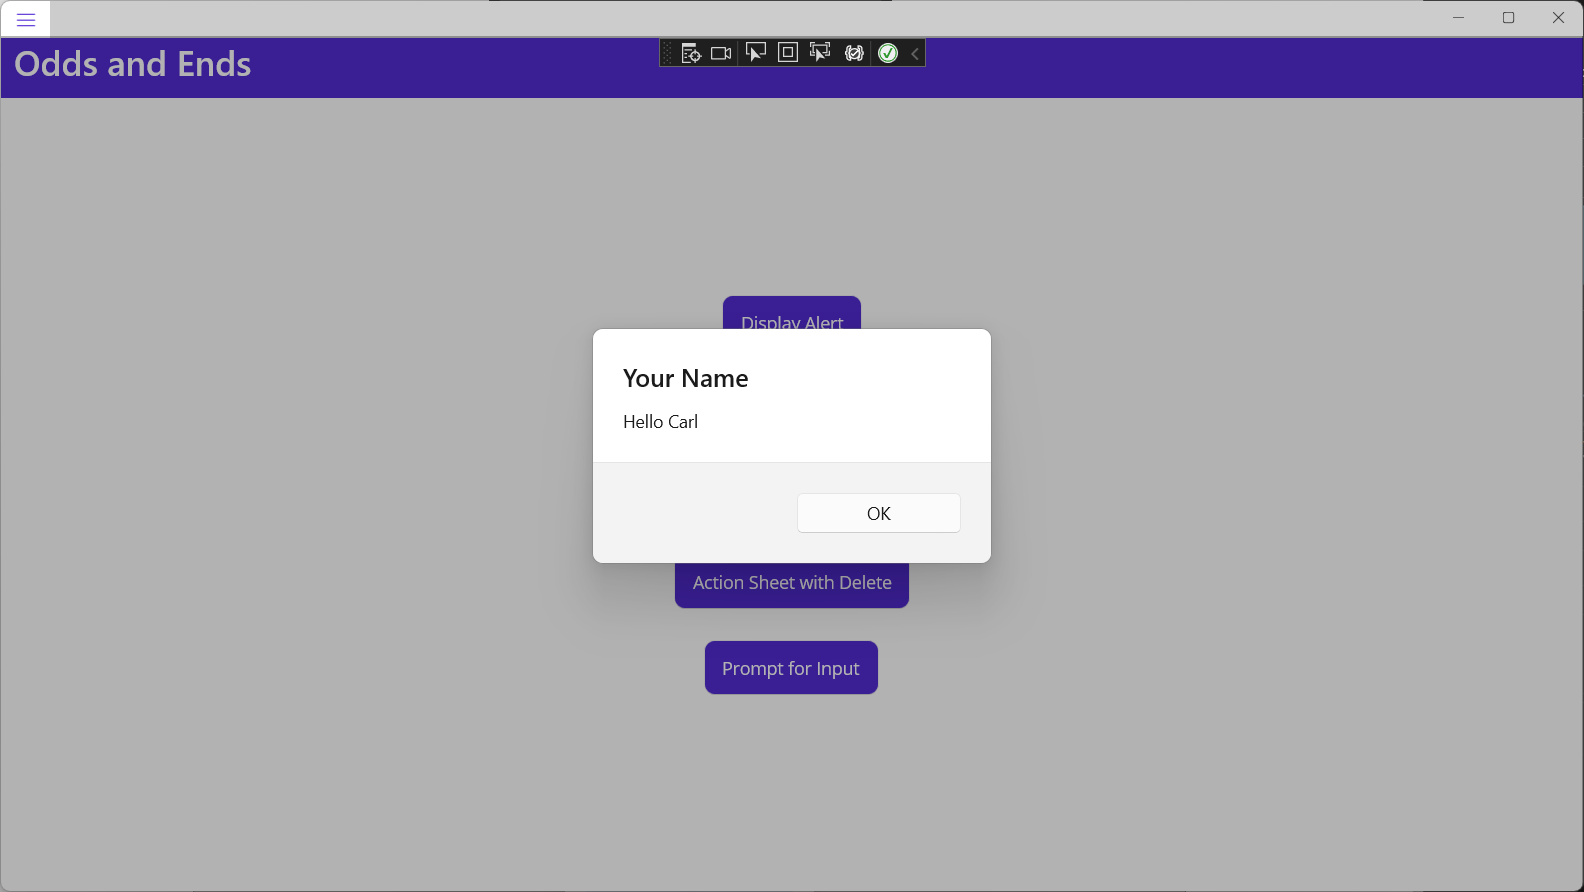 Odds and Ends
Display Alert
Your Name
Hello Carl
OK
Action Sheet with Delete
Prompt for Input